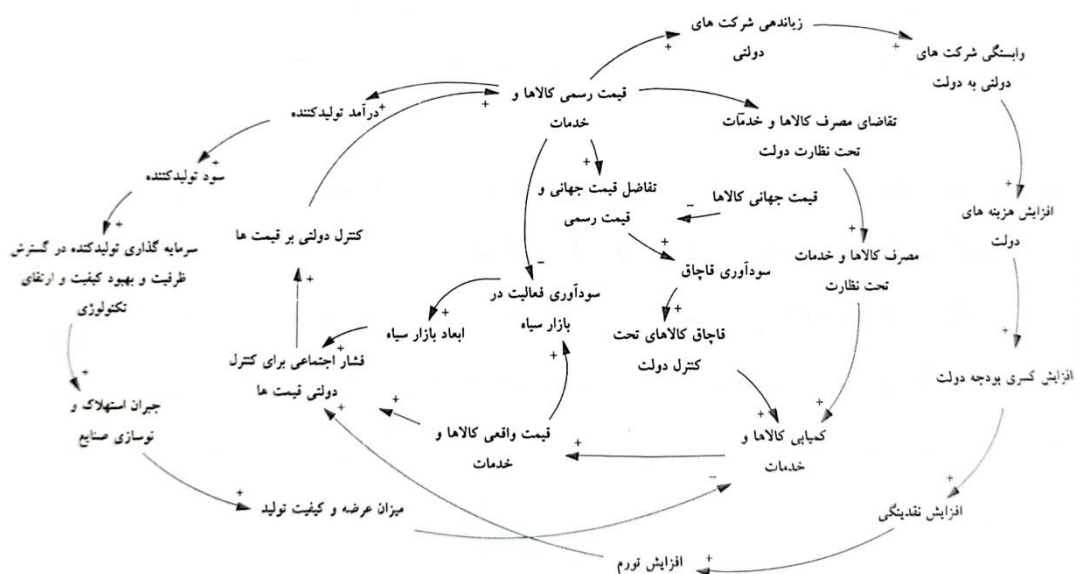 زیاندهی شرکت های
دولتی
وابستگی شرکت های
دولتی به دولت
قیمت رسمی کالاها و
خدمات
درآمد تولیدکننده
تقاضای مصرف کالاها و خدمات
تحت نظارت دولت
سود تولیدکننده
تفاضل قیمت جهانی و
قیمت رسمی
قیمت جهانی کالاها
افزایش هزینه های
دولت
کنترل دولتی بر قیمت ها
سرمایه گذاری تولیدکننده در گسترش
ظرفیت و بهبود کیفیت و ارتقای
تکنولوژی
مصرف کالاها و خدمات
تحت نظارت
سودآوری قاچاق
سودآوری فعالیت در
بازار سیاه
ابعاد بازار سیاه
قاچاق کالاهای تحت
کنترل دولت
فشار اجتماعی برای کنترل
دولتی قیمت ها
افزایش کسری بودجه دولت
جبران استهلاک و
نوسازی صنایع
قیمت واقعی کالاها و
خدمات
کمیابی کالاها و
خدمات
میزان عرضه و کیفیت تولید
افزایش نقدینگی
افزایش تورم